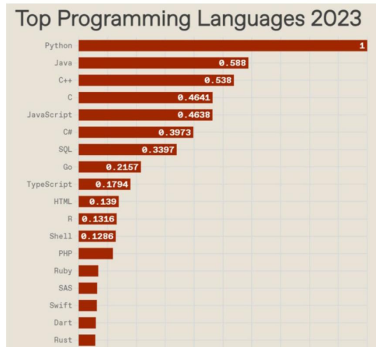 Top Programming Languages 2023
Python 1
Java 0.588
C++ 0.538
C 0.4641
JavaScript 0.4638
C# 0.3973
SQL 0.3397
Go 0.2157
TypeScript 0.1794
HTML 0.139
R 0.1316
Shell 0.1286
PHP
Ruby
SAS
Swift
Dart
Rust